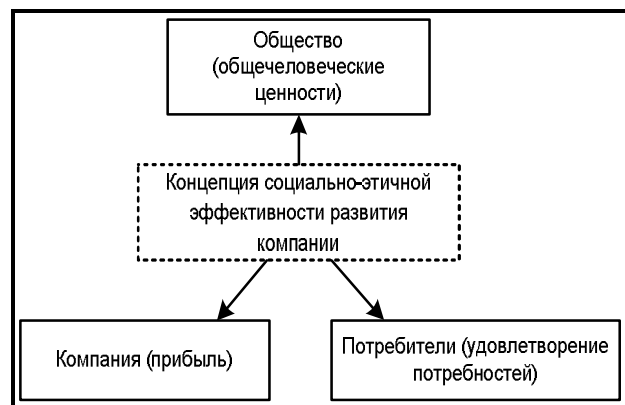 Общество
(общечеловеческие
ценности)
Концепция социально-этичной
эффективности развития
компании
Компания (прибыль)
Потребители (удовлетворение
потребностей)